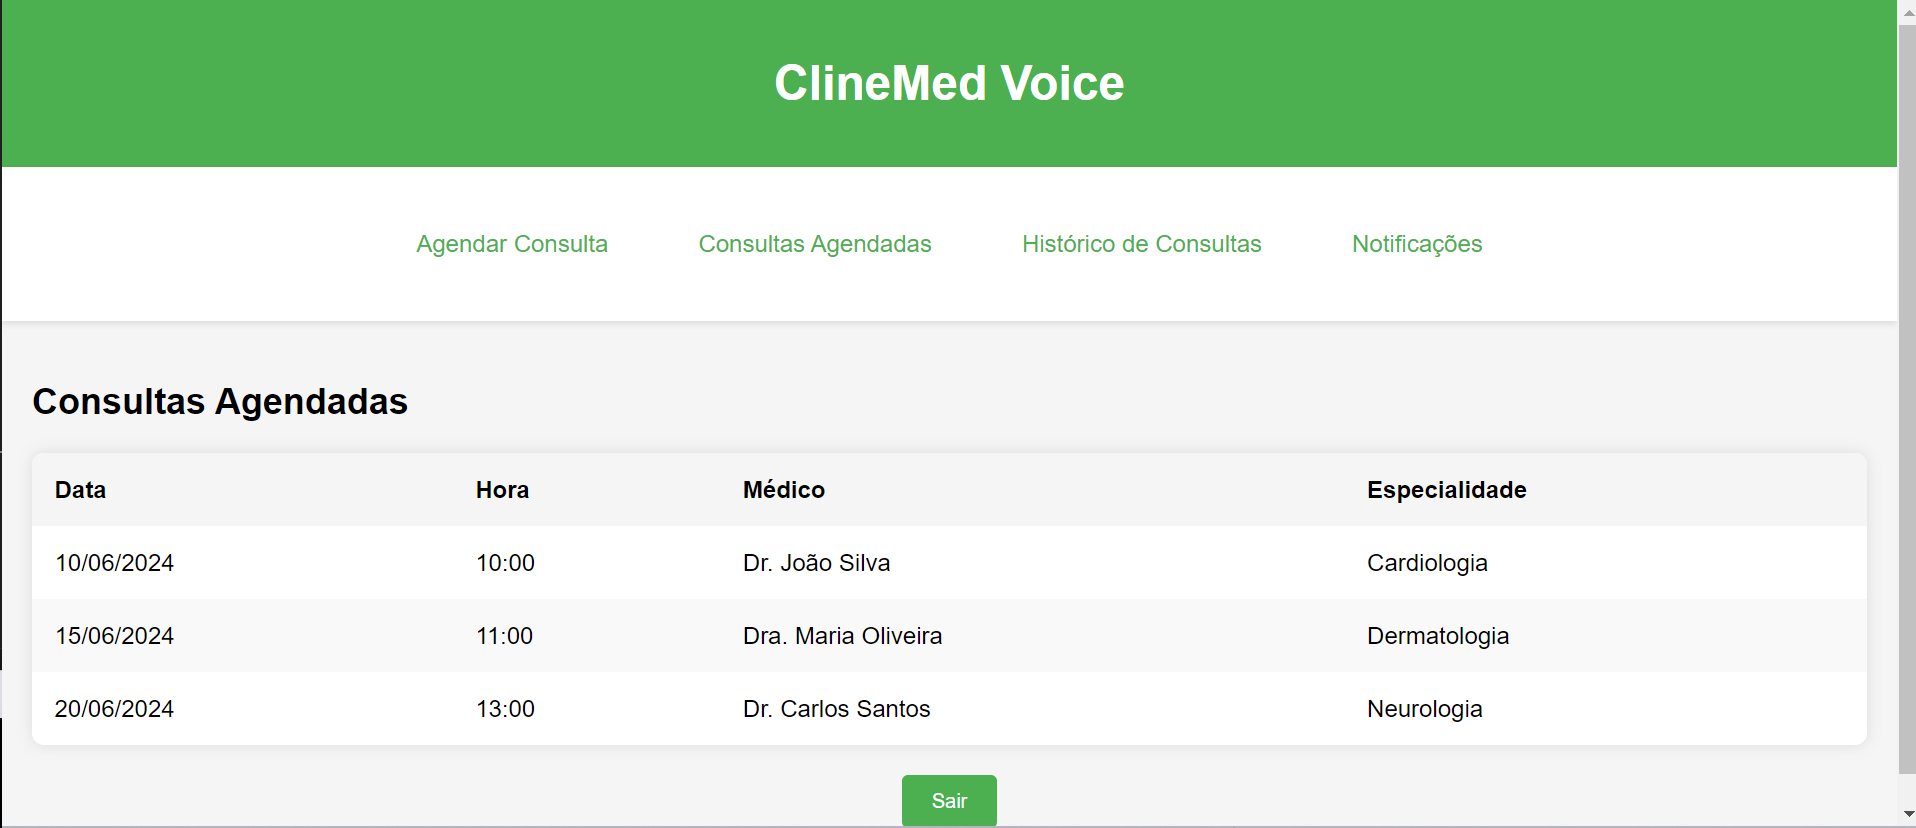 ClineMed Voice
Agendar Consulta Consultas Agendadas Histórico de Consultas Notificações
Consultas Agendadas
Data Hora Médico Especialidade
10/06/2024 10:00 Dr. João Silva Cardiologia
15/06/2024 11:00 Dra. Maria Oliveira Dermatologia
20/06/2024 13:00 Dr. Carlos Santos Neurologia
Sair